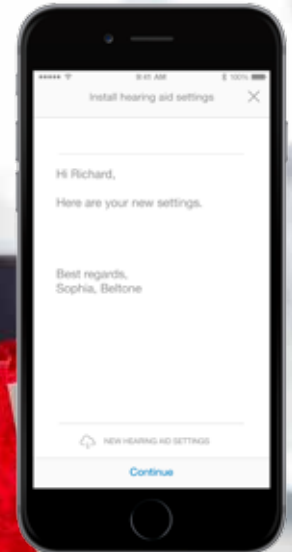 9:41 AM 100%
Install hearing aid settings
Hi Richard,
Here are your new settings.
Best regards,
Sophia, Beltone
NEW HEARING AID SETTINGS
Continue